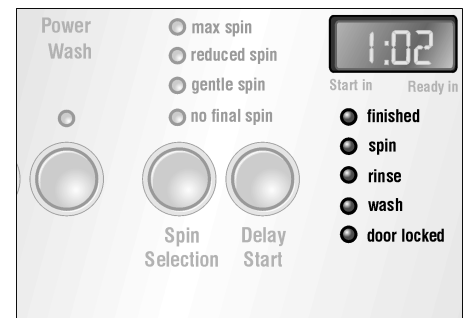 Power
Wash
max spin
reduced spin
gentle spin
no final spin
1:02
Start in
Ready in
finished
spin
rinse
wash
door locked
Spin
Selection
Delay
Start